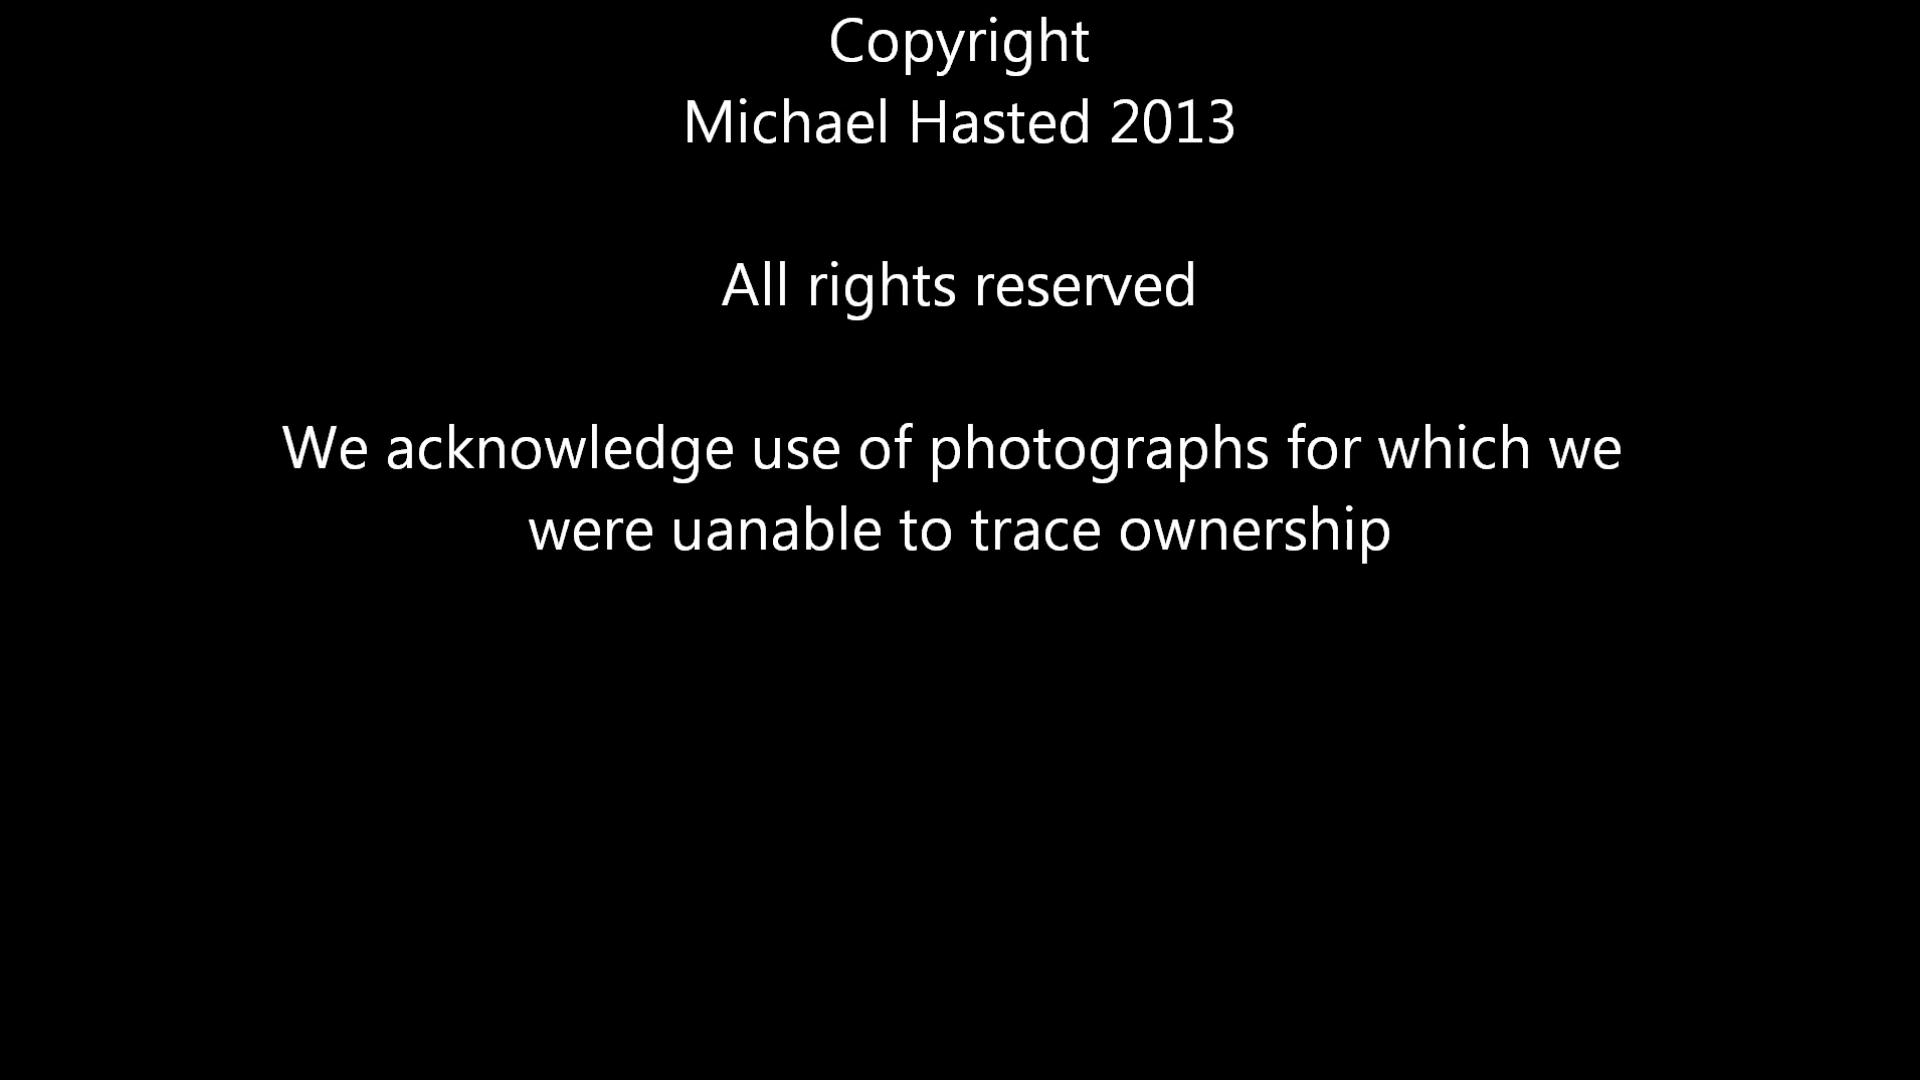 Copyright
Michael Hasted 2013
All rights reserved
We acknowledge use of photographs for which we
were uanable to trace ownership